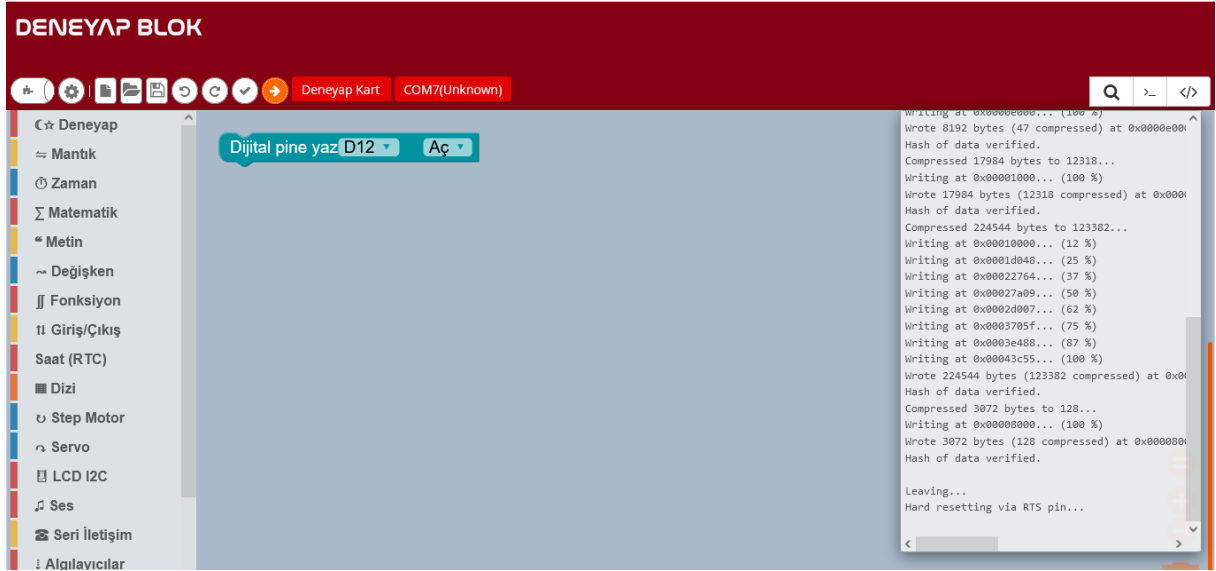 DENEYAP BLOK
Deneyap Kart COM7(Unknown)
Deneyap
Mantık
Zaman
Matematik
Metin
Değişken
Fonksiyon
Giriş/Çıkış
Saat (RTC)
Dizi
Step Motor
Servo
LCD I2C
Ses
Seri İletişim
Algılayıcılar
Dijital pine yaz D12 Aç
Writing at 0x0000e000... (100 %)
Wrote 8192 bytes (47 compressed) at 0x0000e00
Hash of data verified.
Compressed 17984 bytes to 12318...
Writing at 0x00001000... (100 %)
Wrote 17984 bytes (12318 compressed) at 0x000
Hash of data verified.
Compressed 224544 bytes to 123382...
Writing at 0x00010000... (12 %)
Writing at 0x0001d048... (25 %)
Writing at 0x00022764... (37 %)
Writing at 0x00027a09... (50 %)
Writing at 0x0002d007... (62 %)
Writing at 0x0003705f... (75 %)
Writing at 0x0003e488... (87 %)
Writing at 0x00043c55... (100 %)
Wrote 224544 bytes (123382 compressed) at 0x0
Hash of data verified.
Compressed 3072 bytes to 128...
Writing at 0x00008000... (100 %)
Wrote 3072 bytes (128 compressed) at 0x000080
Hash of data verified.
Leaving...
Hard resetting via RTS pin...